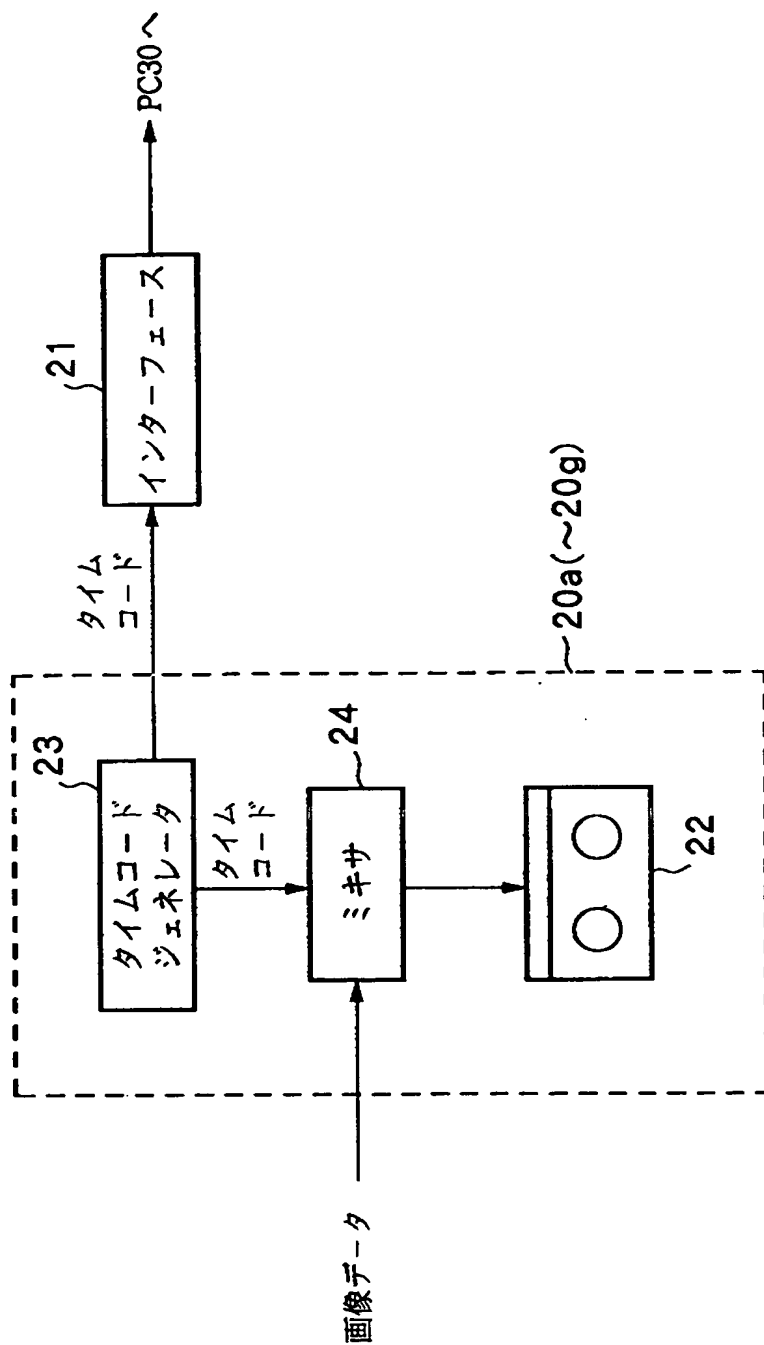 画像データ
タイムコード
ジェネレータ
23
タイム
コード
ミキサ
24
22
20a(～20g)
タイム
コード
インターフェース
21
PC30へ